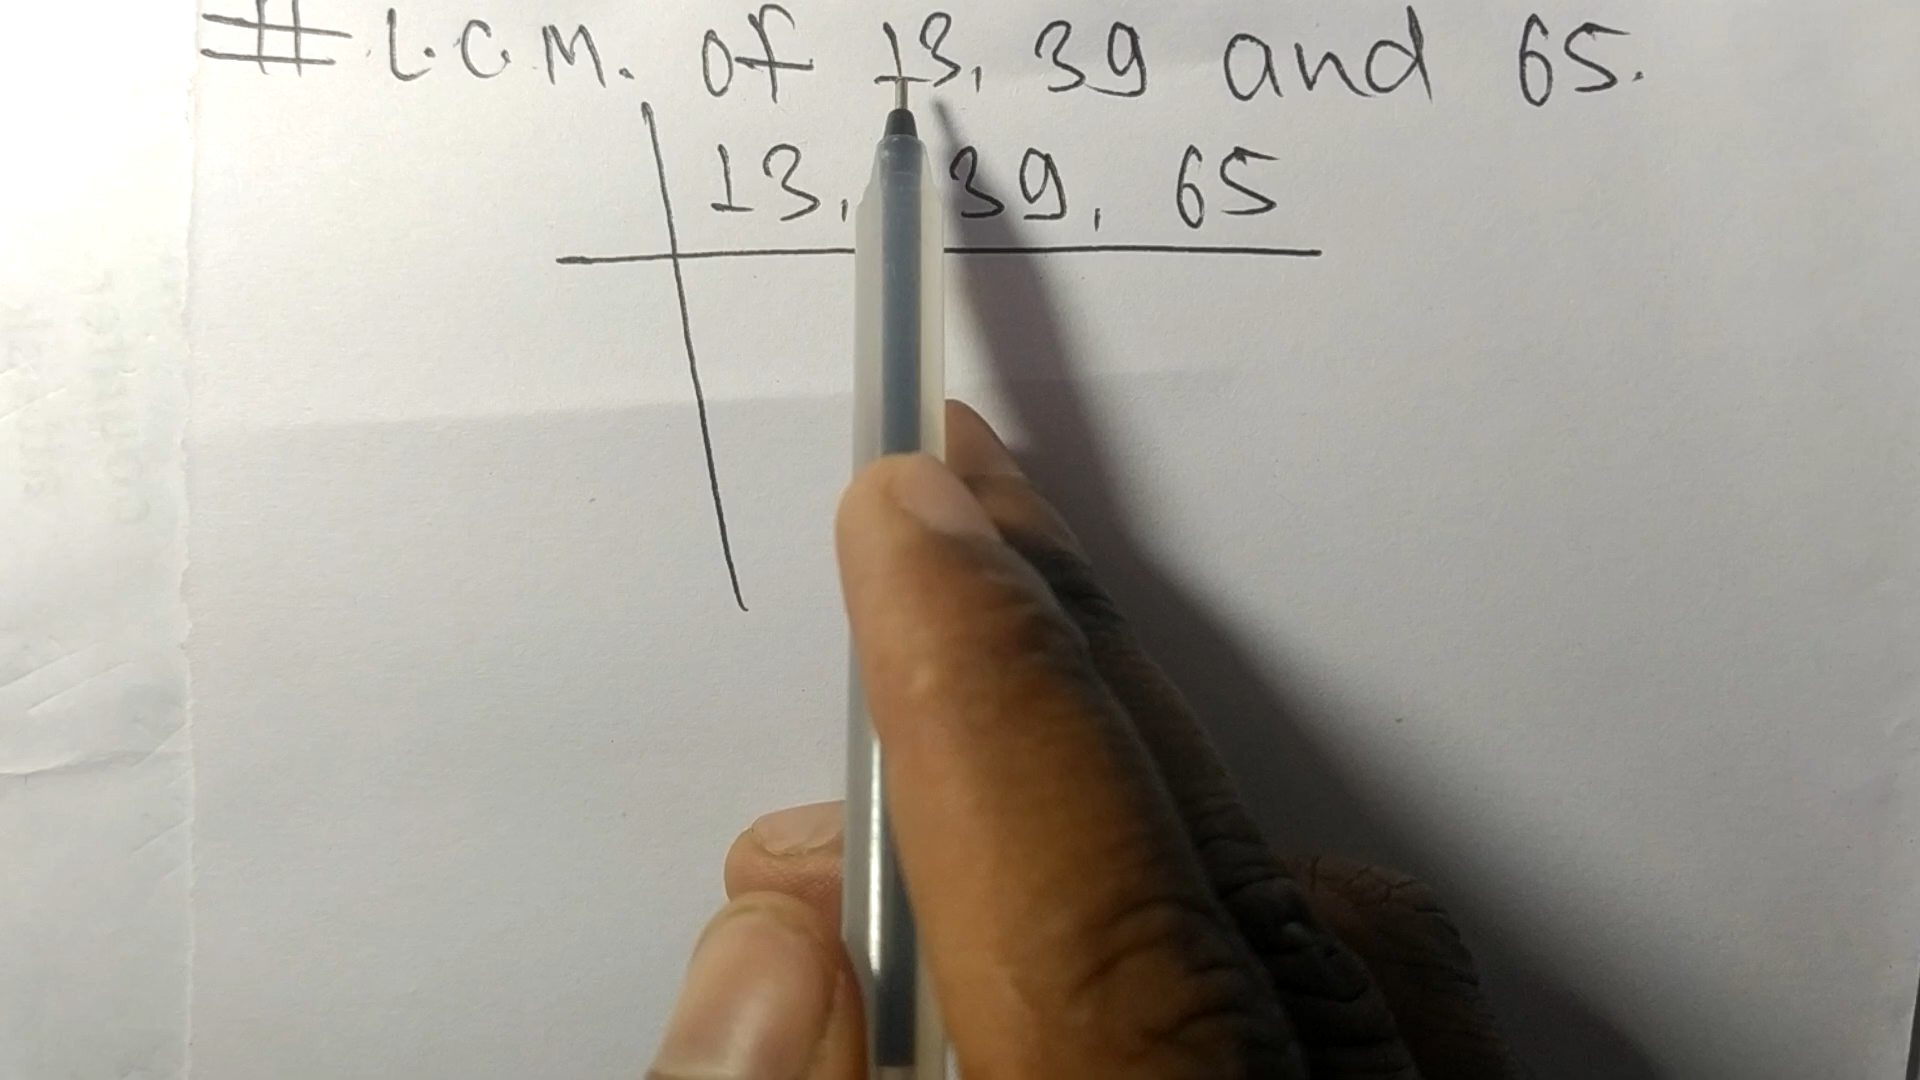 # L.C.M. of 13, 39 and 65.
13, 39, 65